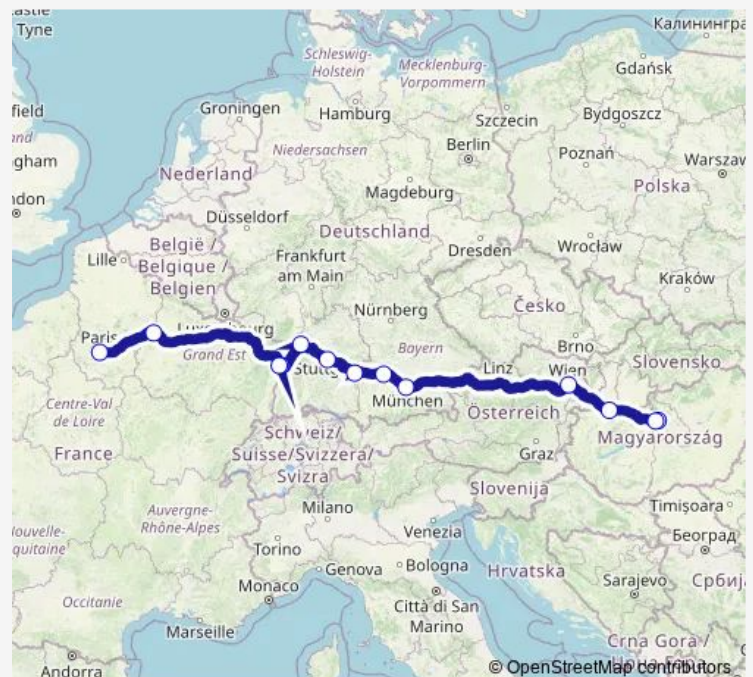 Tyne
Калинингра
Schleswig-
Holstein
Mecklenburg-
Vorpommern
Gdańsk
field
Groningen
Hamburg
Szczecin
Bydgoszcz
Niedersachsen
Berlin
gham
Nederland
Poznań
Warszaw
Magdeburg
Polska
Düsseldorf
Deutschland
België /
Belgique /
Belgien
Lille
Dresden
Wrocław
Frankfurt
am Main
Kraków
Nürnberg
Česko
Paris
Grand Est
Bayern
Brno
Slovensko
Linz
Wien
Centre-Val
de Loire
München
Österreich
Magyarország
France
Schweiz/
Suisse/Svizzera/
Svizra
Graz
Slovenija
Auvergne-
Rhône-Alpes
Milano
Timișoara
Venezia
Београд
Torino
Hrvatska
Genova
Bologna
Sarajevo
Monaco
Città di San
Marino
Occitanie
Marseille
Crna Gora /
Andorra
© OpenStreetMap contributors